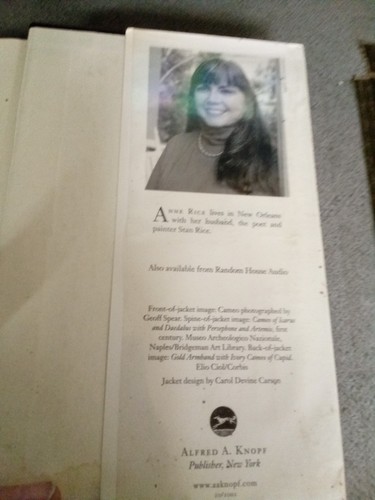 ANNE RICE lives in New Orleans
with her husband, the poet and
painter Stan Rice.
Also available from Random House Audio
Front-of-jacket image: Cameo photographed by
Geoff Spear. Spine-of-jacket image: Cameo of Icarus
and Daedalus with Persephone and Artemis, first
century. Museo Archeologico Nazionale,
Naples/Bridgeman Art Library. Back-of-jacket
image: Gold Armband with Ivory Cameo of Cupid.
Elio Ciol/Corbis
Jacket design by Carol Devine Carson
ALFRED A. KNOPF
Publisher, New York
www.aaknopf.com